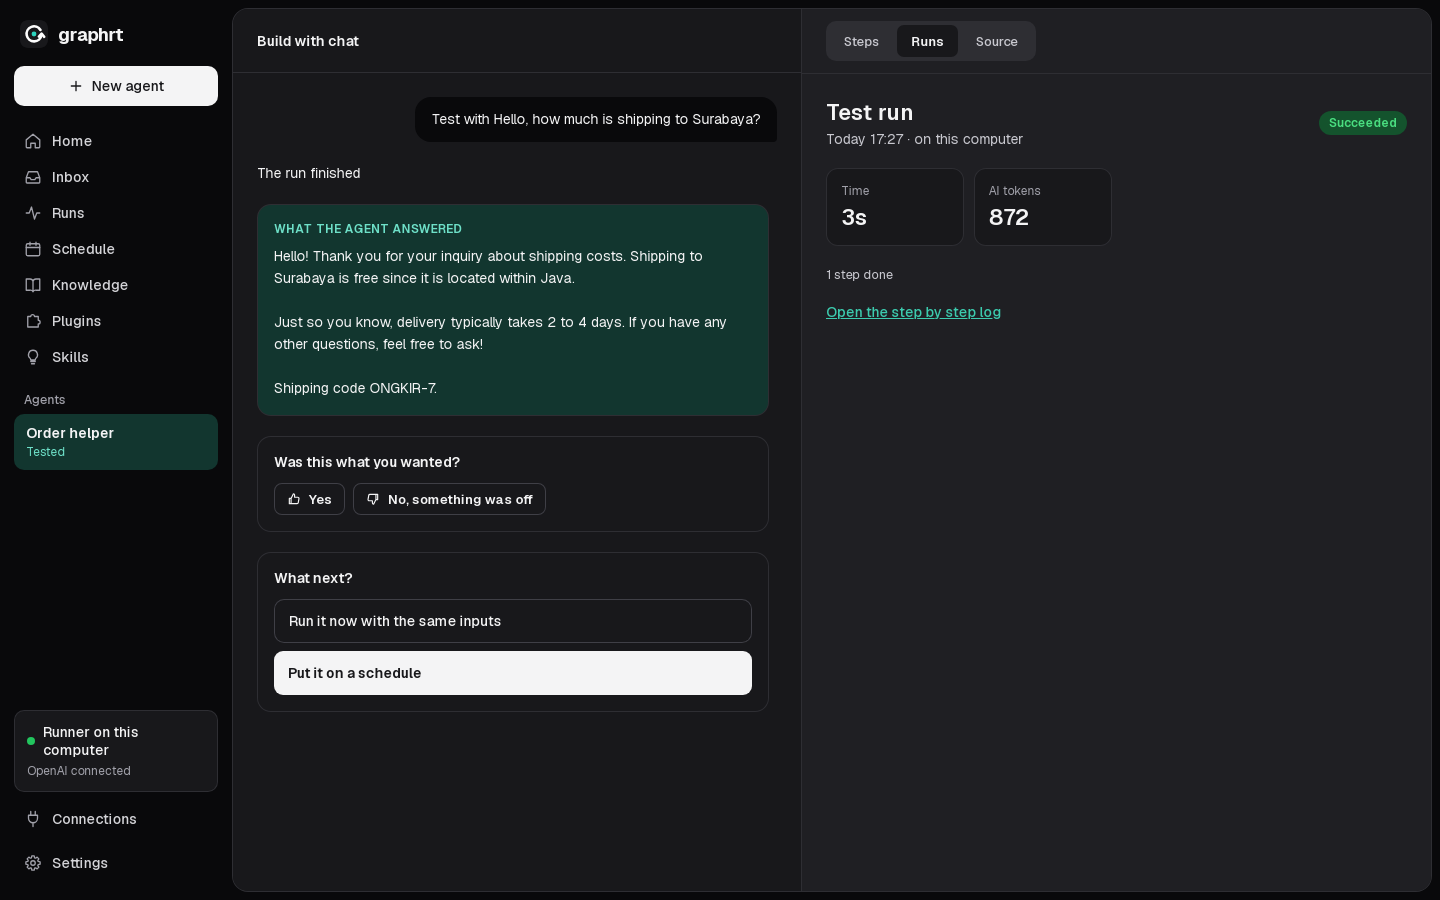 graphrt
New agent
Home
Inbox
Runs
Schedule
Knowledge
Plugins
Skills
Agents
Order helper
Tested
Runner on this
computer
OpenAI connected
Connections
Settings
Build with chat
Test with Hello, how much is shipping to Surabaya?
The run finished
WHAT THE AGENT ANSWERED
Hello! Thank you for your inquiry about shipping costs. Shipping to
Surabaya is free since it is located within Java.
Just so you know, delivery typically takes 2 to 4 days. If you have any
other questions, feel free to ask!
Shipping code ONGKIR-7.
Was this what you wanted?
Yes
No, something was off
What next?
Run it now with the same inputs
Put it on a schedule
Steps
Runs
Source
Test run
Today 17:27 · on this computer
Succeeded
Time
3s
AI tokens
872
1 step done
Open the step by step log